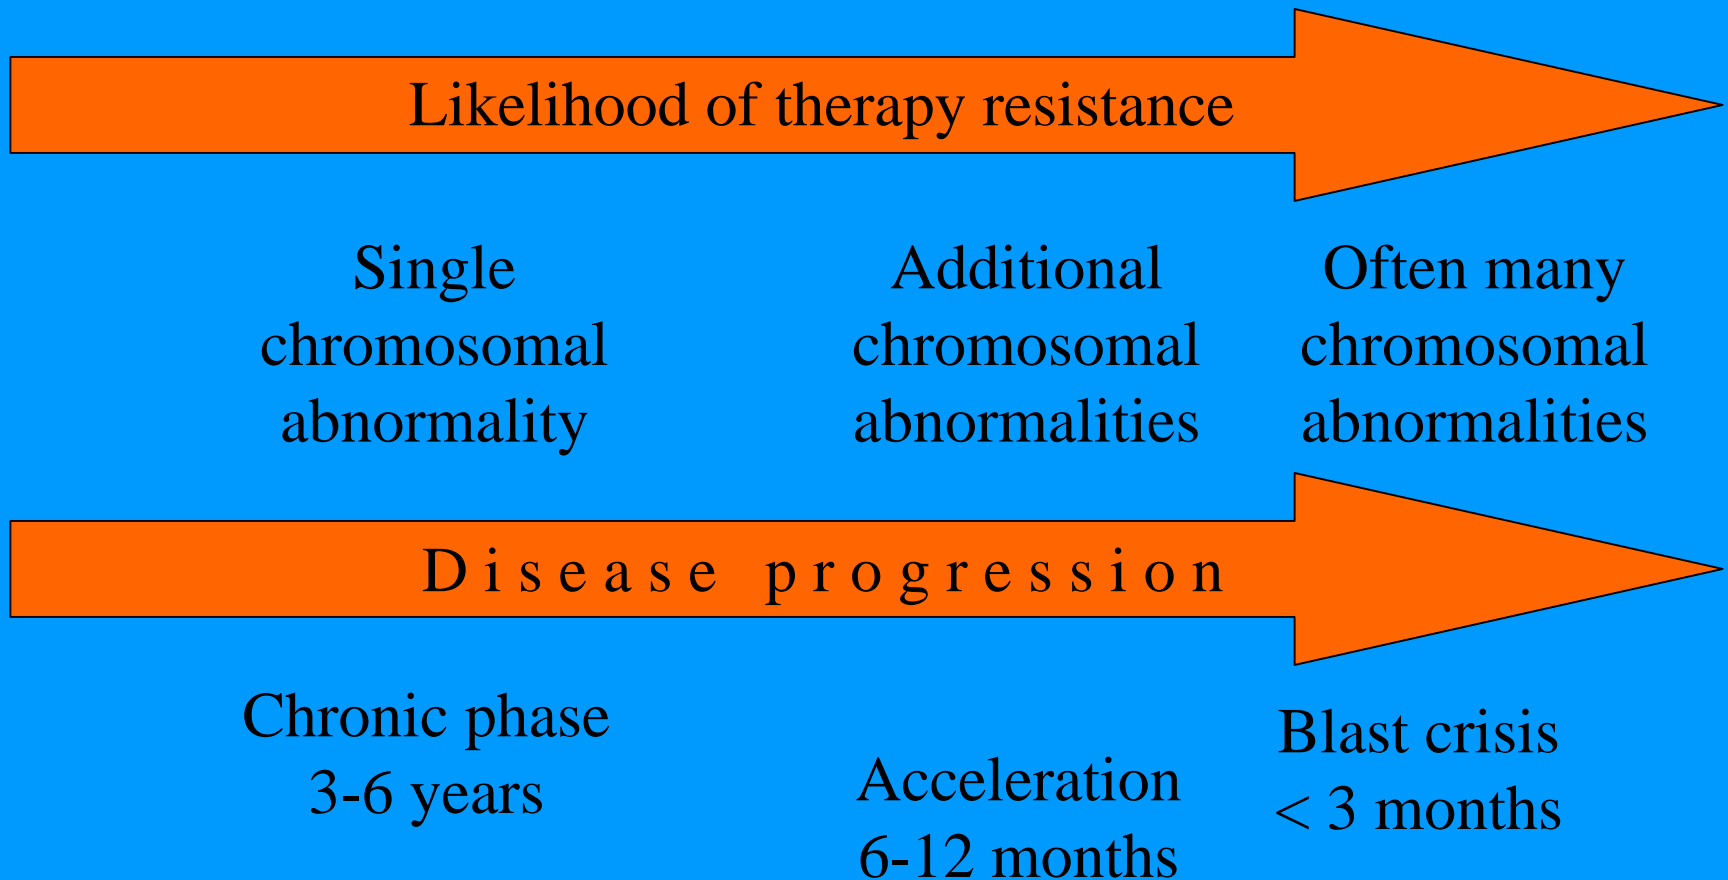 Likelihood of therapy resistance
Single
chromosomal
abnormality
Additional
chromosomal
abnormalities
Often many
chromosomal
abnormalities
Disease progression
Chronic phase
3-6 years
Acceleration
6-12 months
Blast crisis
< 3 months